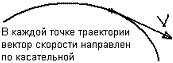 V
В каждой точке траектории
вектор скорости направлен
по касательной